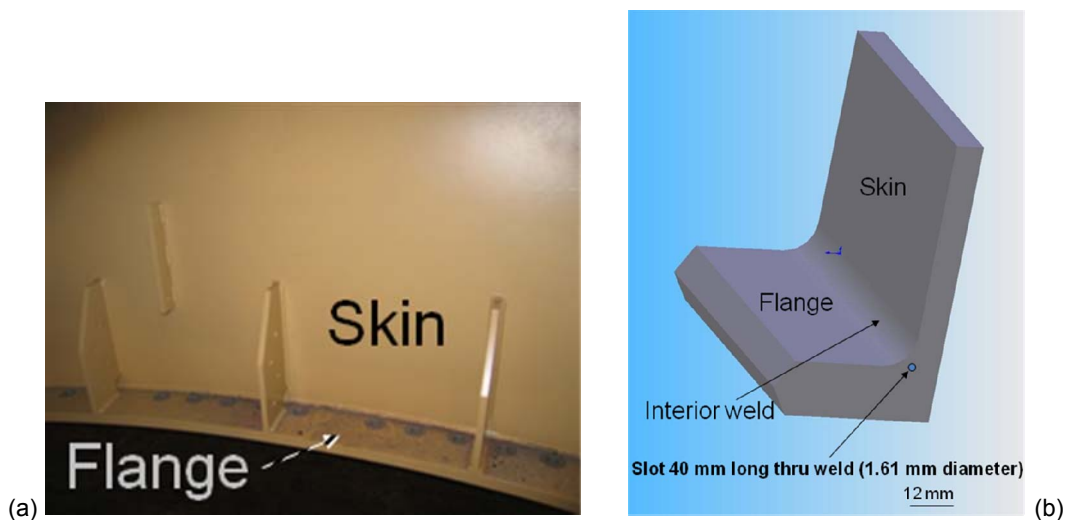 Skin
Flange
(a)
Skin
Flange
Interior weld
Slot 40 mm long thru weld (1.61 mm diameter)
12 mm
(b)